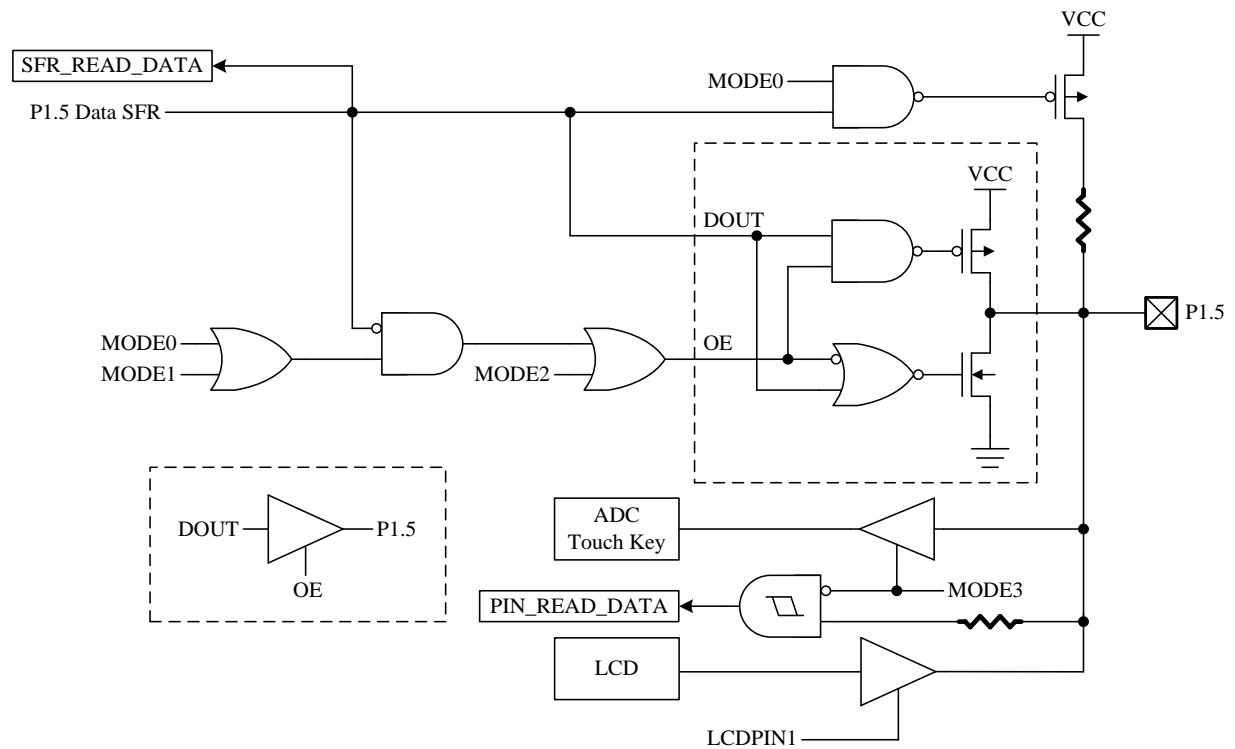 VCC
SFR_READ_DATA
MODE0
P1.5 Data SFR
VCC
DOUT
P1.5
MODE0
MODE1
MODE2
OE
ADC
Touch Key
DOUT
P1.5
OE
MODE3
PIN_READ_DATA
LCD
LCDPIN1